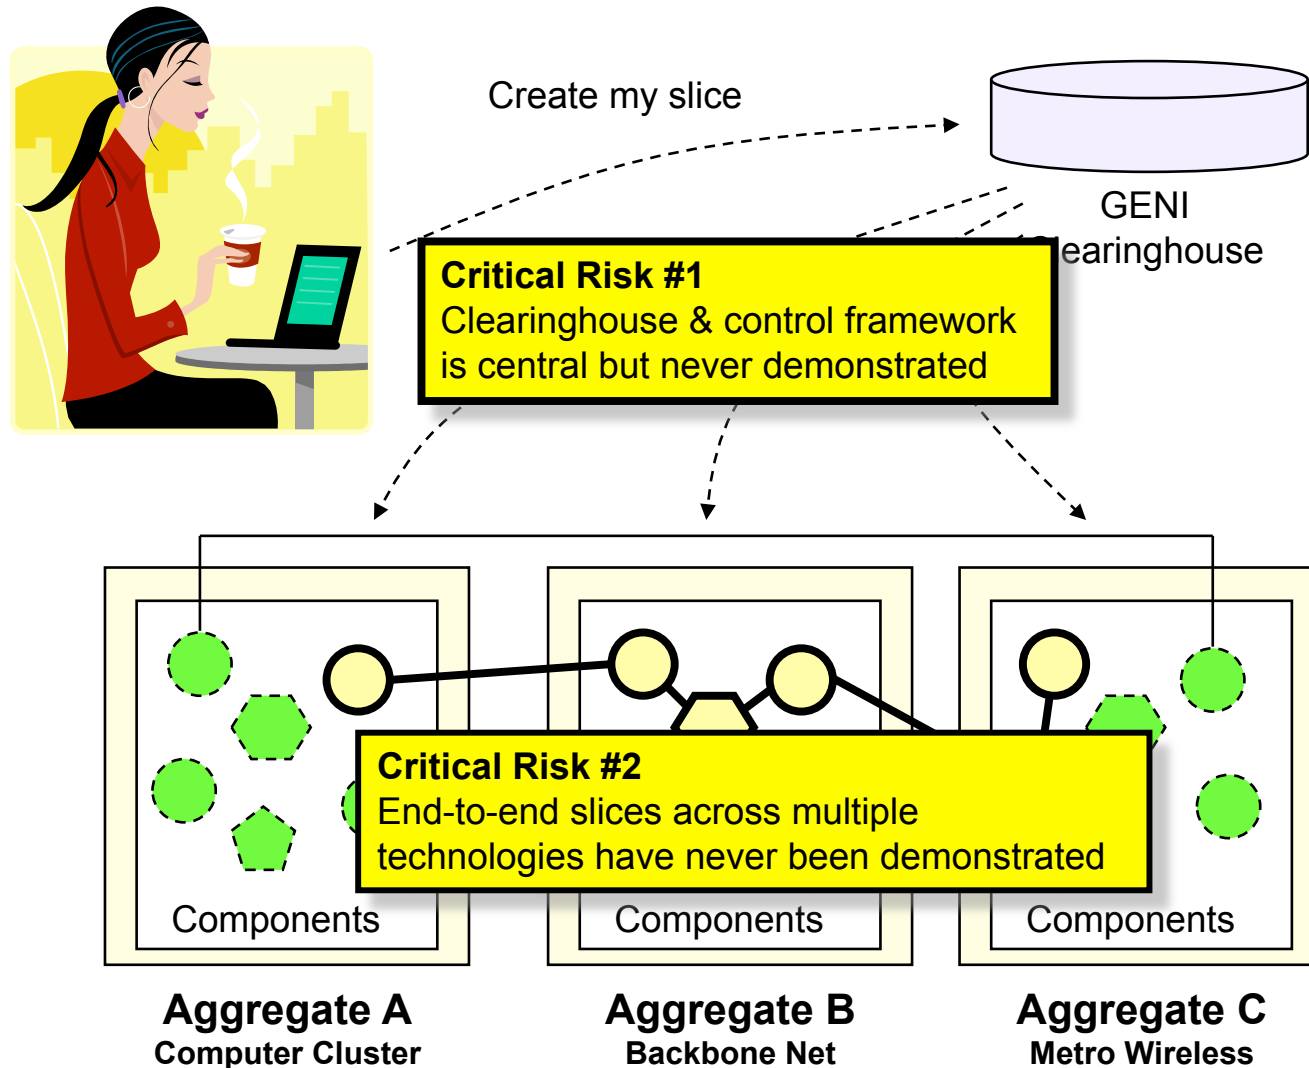 Create my slice
GENI
learinghouse
Critical Risk #1
Clearinghouse & control framework
is central but never demonstrated
Critical Risk #2
End-to-end slices across multiple
technologies have never been demonstrated
Components
Components
Components
Aggregate A
Computer Cluster
Aggregate B
Backbone Net
Aggregate C
Metro Wireless